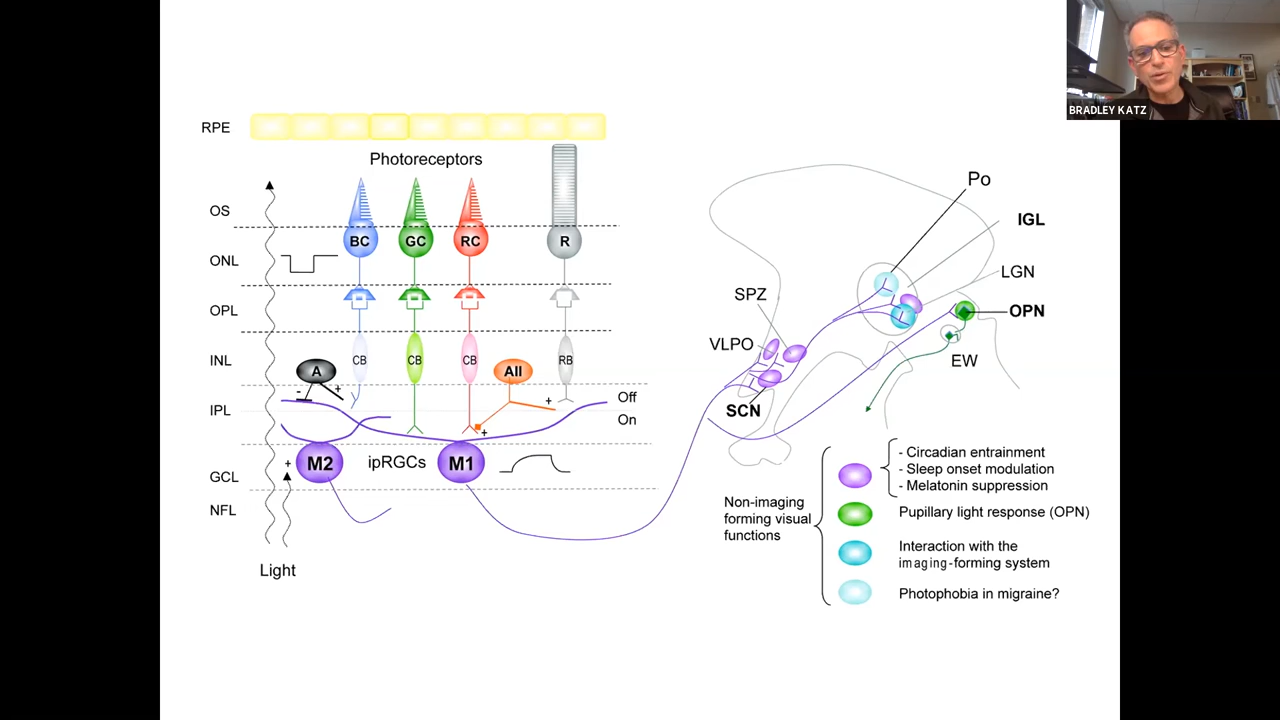 BRADLEY KATZ
RPE
Photoreceptors
OS
BC
GC
RC
R
ONL
OPL
INL
CB
CB
CB
RB
A
AII
-
+
+
+
Off
IPL
On
M2
ipRGCs
M1
+
GCL
NFL
Light
Po
IGL
LGN
SPZ
OPN
VLPO
EW
SCN
Non-imaging
forming visual
functions
- Circadian entrainment
- Sleep onset modulation
- Melatonin suppression
Pupillary light response (OPN)
Interaction with the
imaging-forming system
Photophobia in migraine?